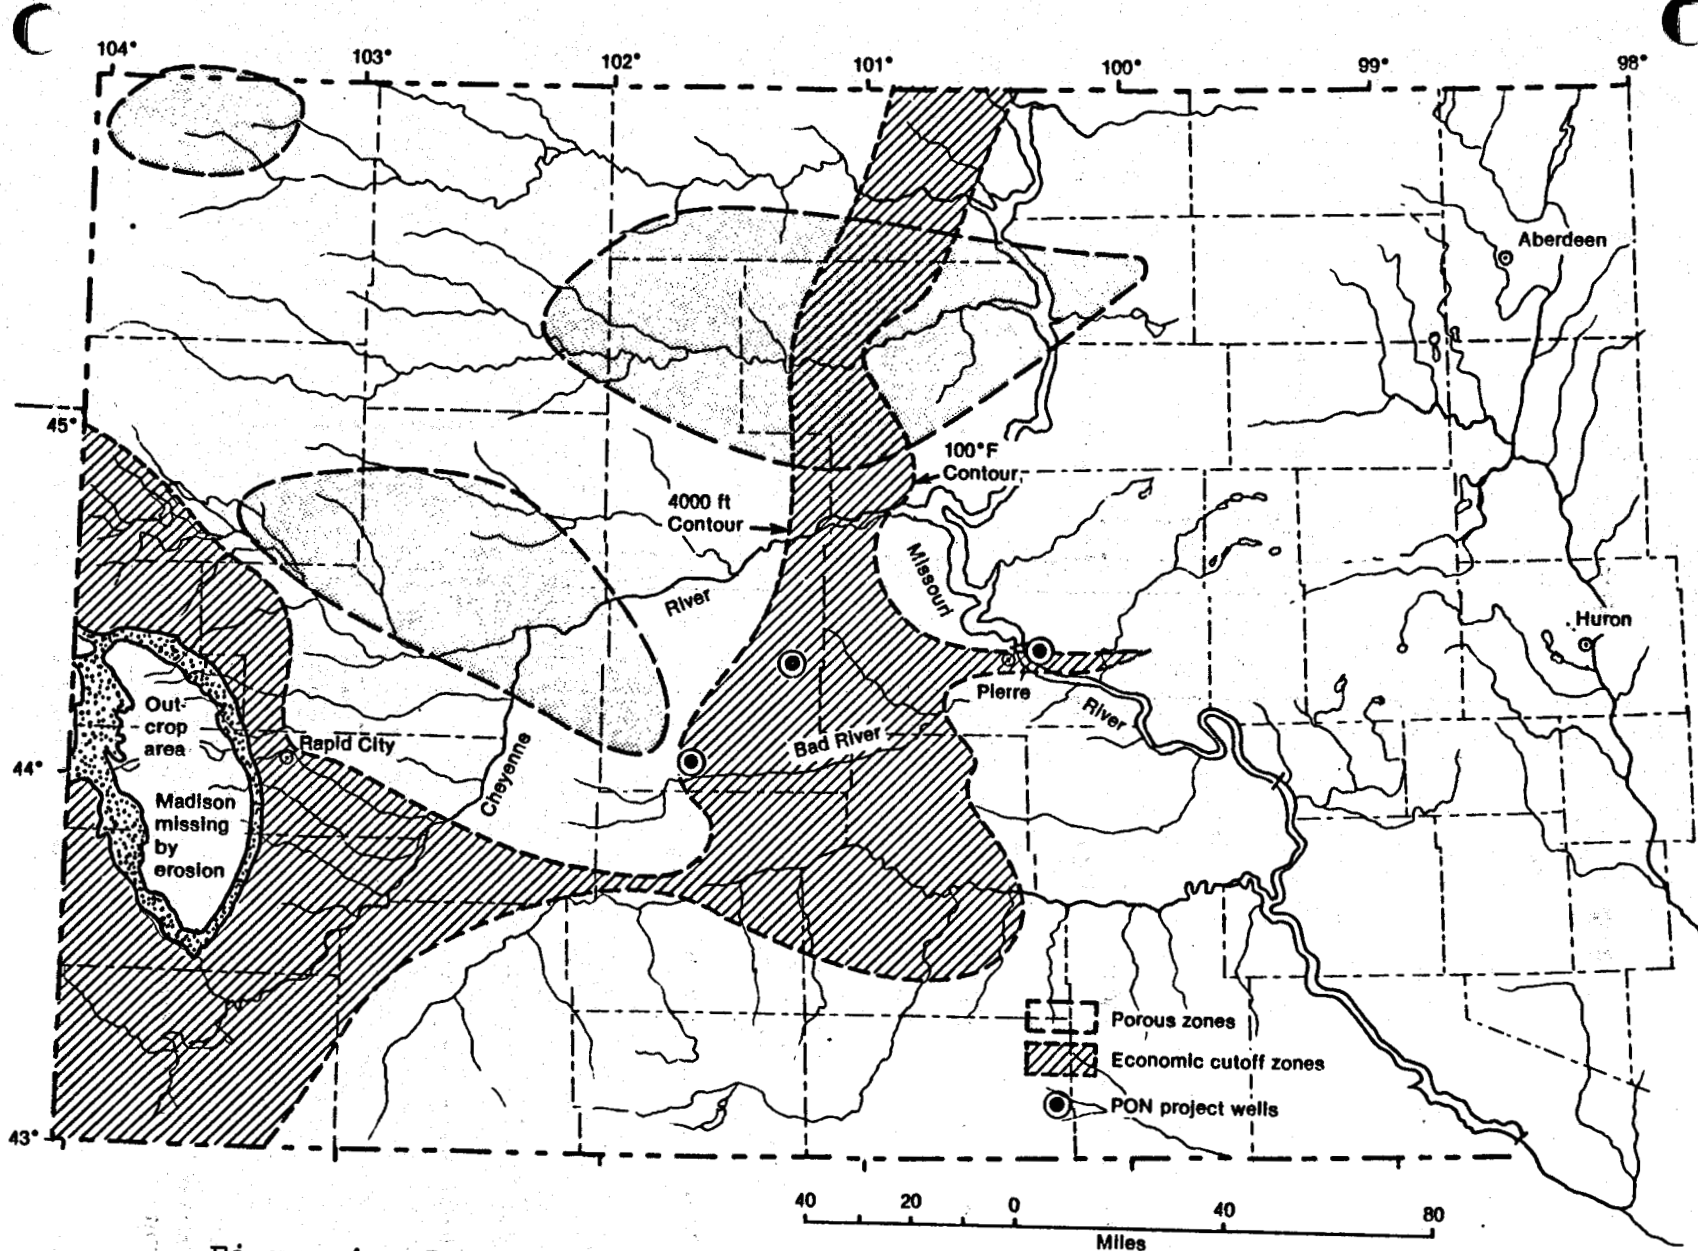 104°
103°
102°
101°
100°
99°
98°
Aberdeen
45°
100°F
Contour
4000 ft
Contour
Missouri
River
Huron
Pierre
River
Out-
crop
area
Rapid City
Bad River
Cheyenne
44°
Madison
missing
by
erosion
Porous zones
Economic cutoff zones
PON project wells
43°
40 20 0 40 80
Miles